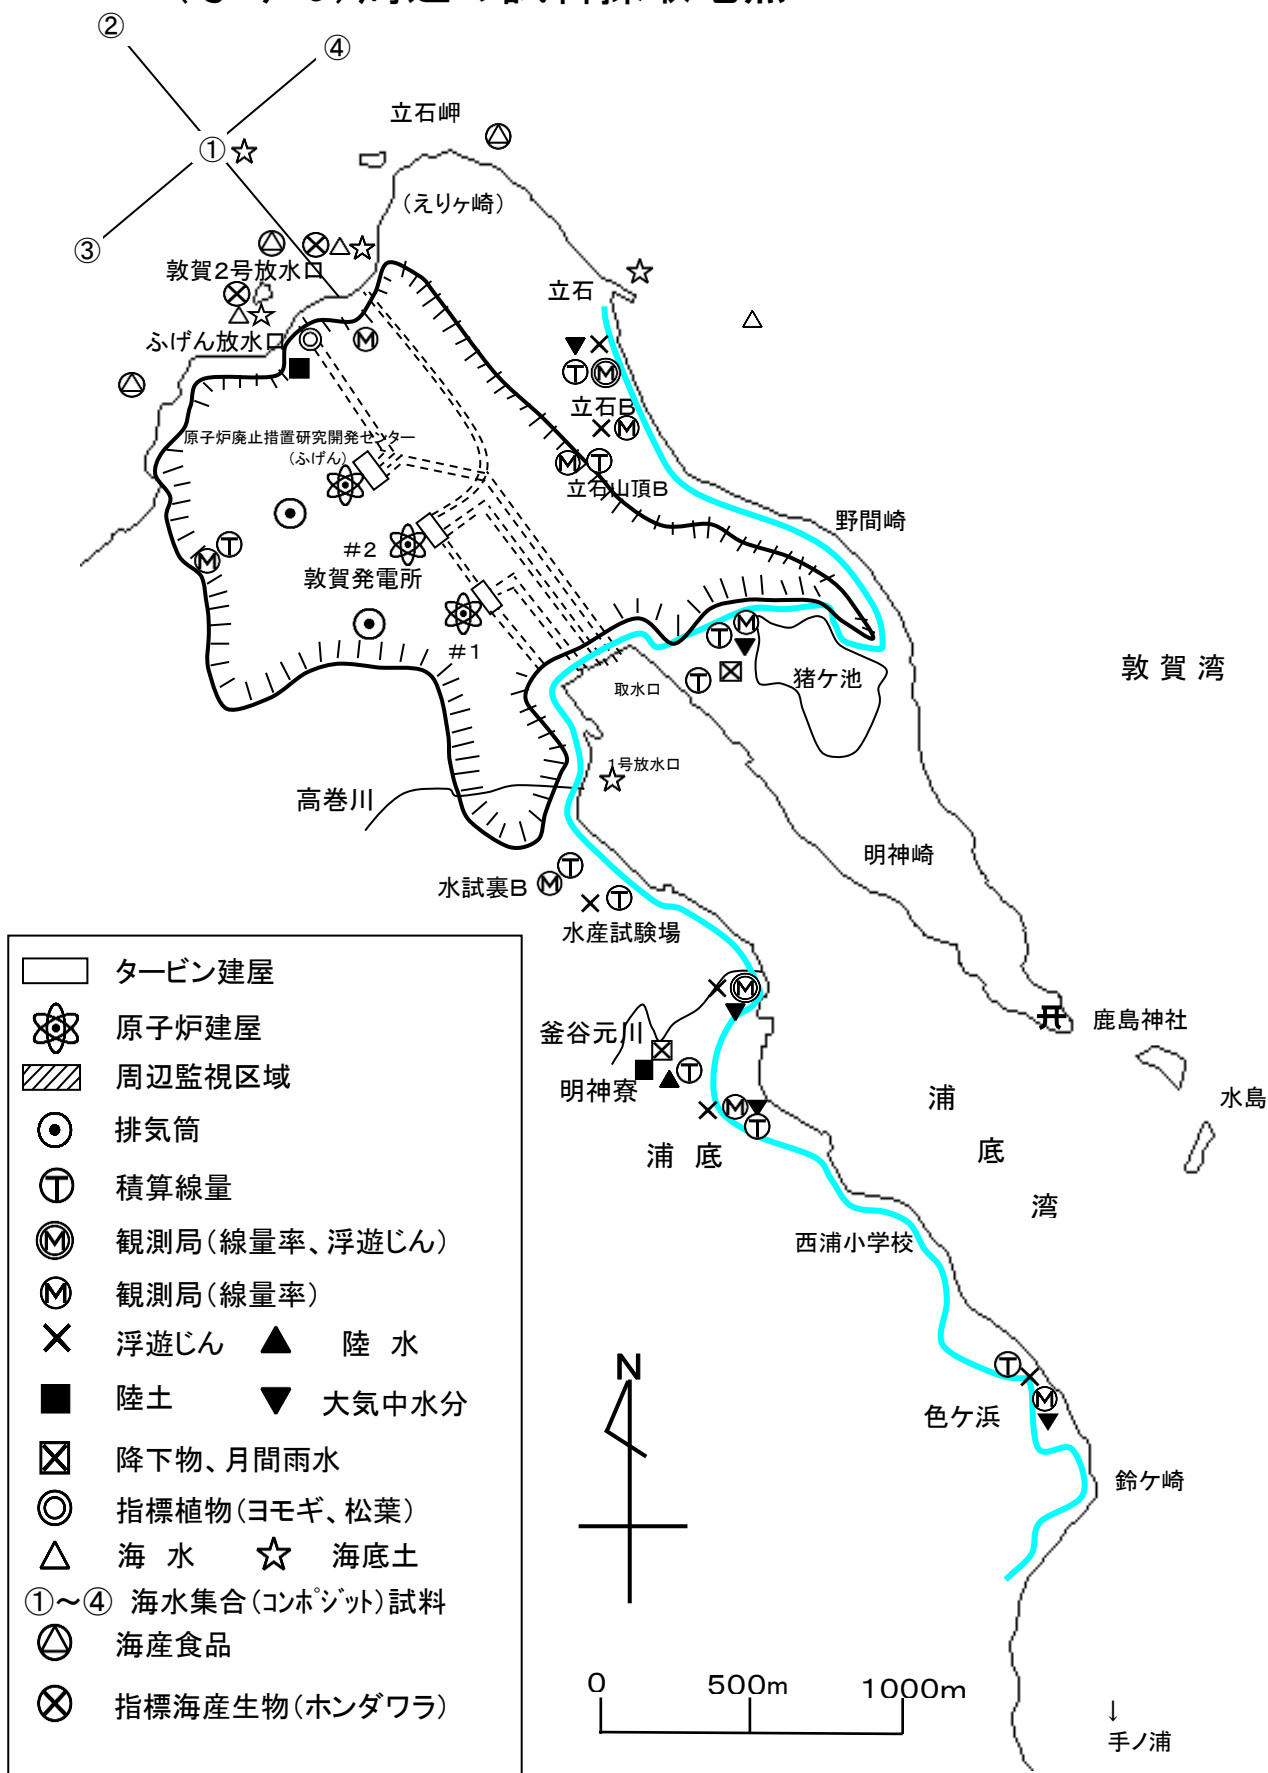 ②
④
立石岬
①
(えりヶ崎)
③
敦賀2号放水口
立石
ふげん放水口
M
T M
立石B
M
原子炉廃止措置研究開発センター
(ふげん)
M T
立石山頂B
野間崎
#2
T
M
敦賀発電所
M
T
#1
敦賀湾
猪ケ池
T
取水口
1号放水口
高巻川
明神崎
T
水試裏B M
T
水産試験場
M
鹿島神社
釜谷元川
T
明神寮
水島
M
T
浦底
浦底湾
西浦小学校
T
M
色ケ浜
鈴ケ崎
N
0 500m 1000m
↓
手ノ浦
タービン建屋
原子炉建屋
周辺監視区域
排気筒
T 積算線量
M 観測局(線量率、浮遊じん)
M 観測局(線量率)
浮遊じん 陸 水
陸土 大気中水分
降下物、月間雨水
指標植物(ヨモギ、松葉)
海 水 海底土
①~④ 海水集合(コンポジット)試料
海産食品
指標海産生物(ホンダワラ)